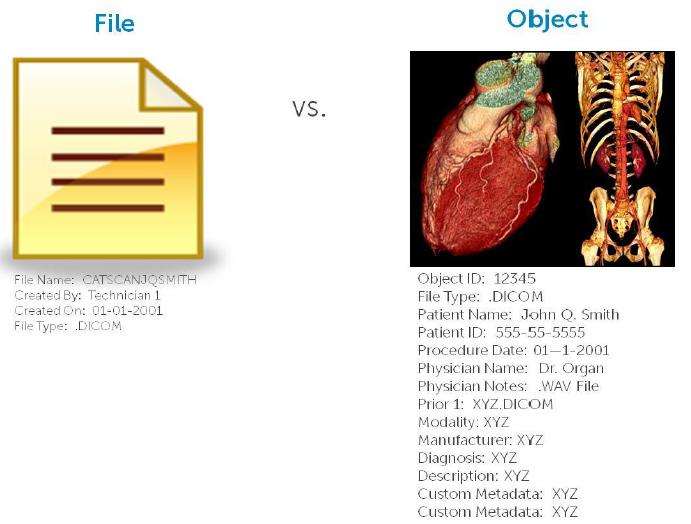 File
vs.
Object
File Name: CATSCANJQSMITH
Created By: Technician 1
Created On: 01-01-2001
File Type: .DICOM
Object ID: 12345
File Type: .DICOM
Patient Name: John Q. Smith
Patient ID: 555-55-5555
Procedure Date: 01—1-2001
Physician Name: Dr. Organ
Physician Notes: .WAV File
Prior 1: XYZ.DICOM
Modality: XYZ
Manufacturer: XYZ
Diagnosis: XYZ
Description: XYZ
Custom Metadata: XYZ
Custom Metadata: XYZ